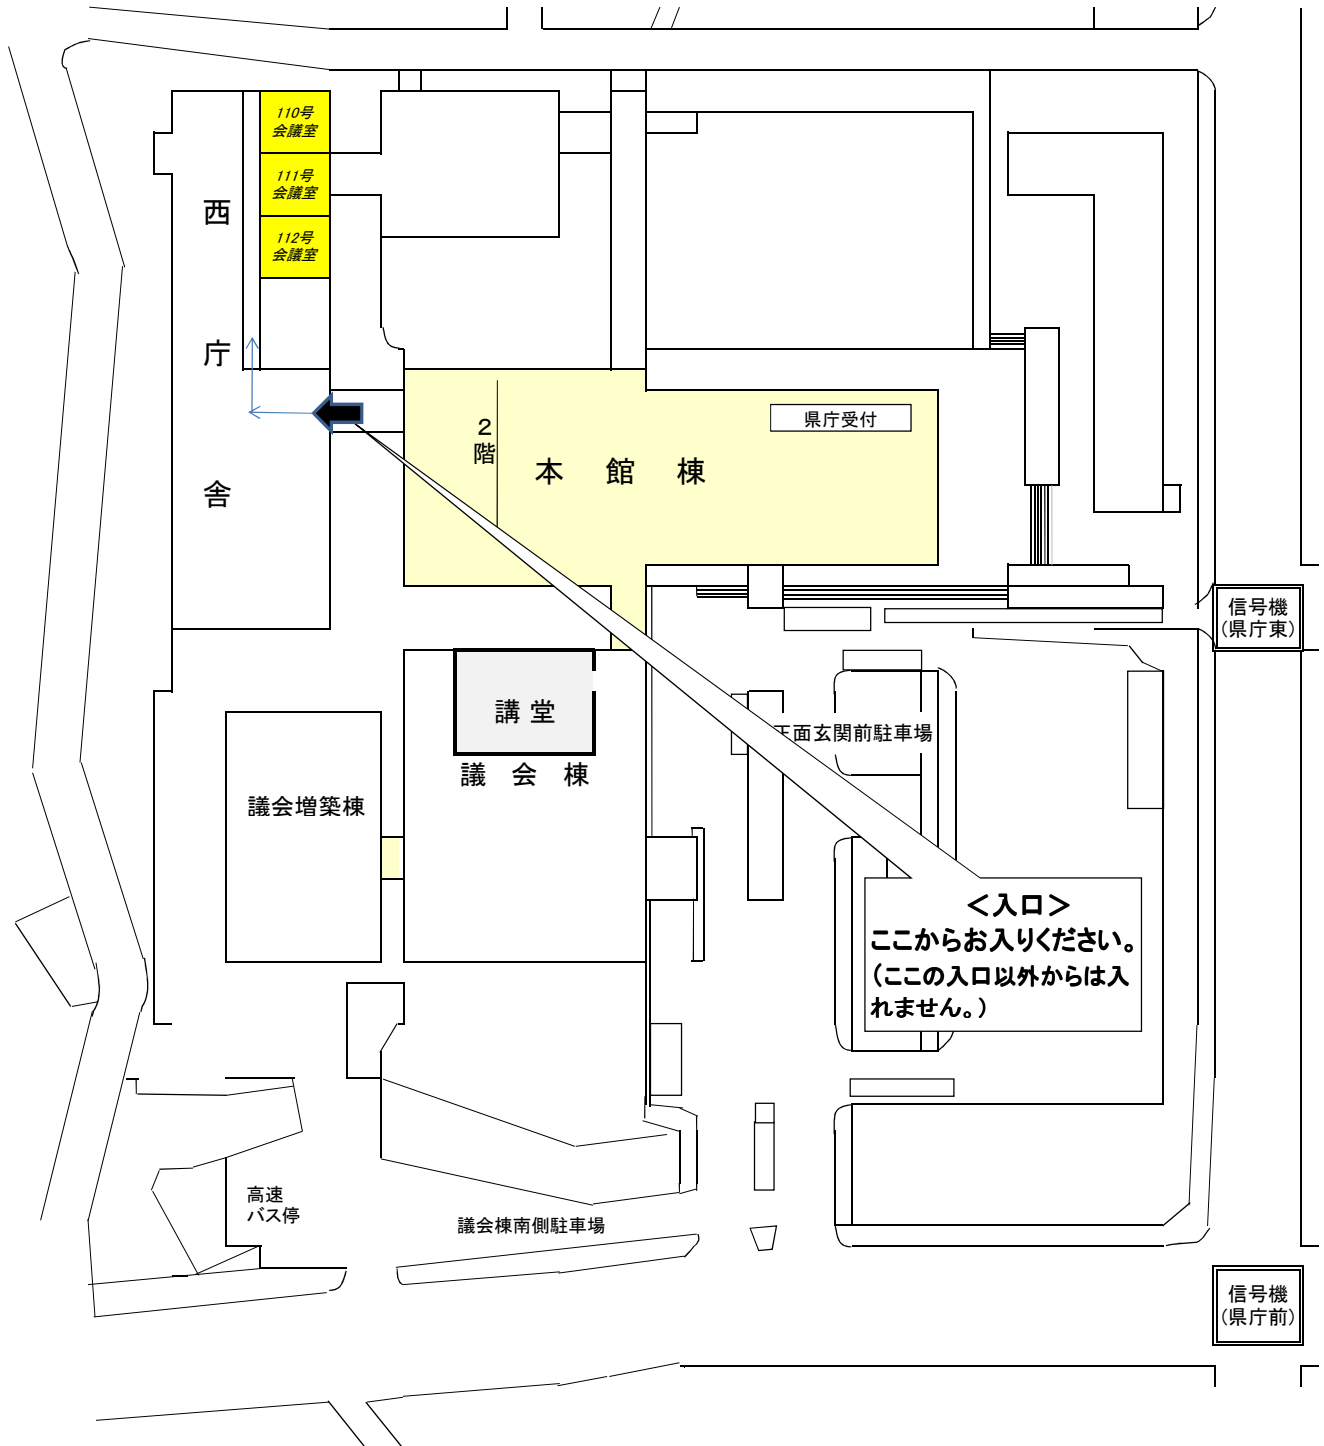 110号
会議室
111号
会議室
112号
会議室
西庁舎
2階
本館棟
県庁受付
信号機
(県庁東)
講堂
議会棟
正面玄関前駐車場
議会増築棟
＜入口＞
ここからお入りください。
(ここの入口以外からは入
れません。)
高速
バス停
議会棟南側駐車場
信号機
(県庁前)